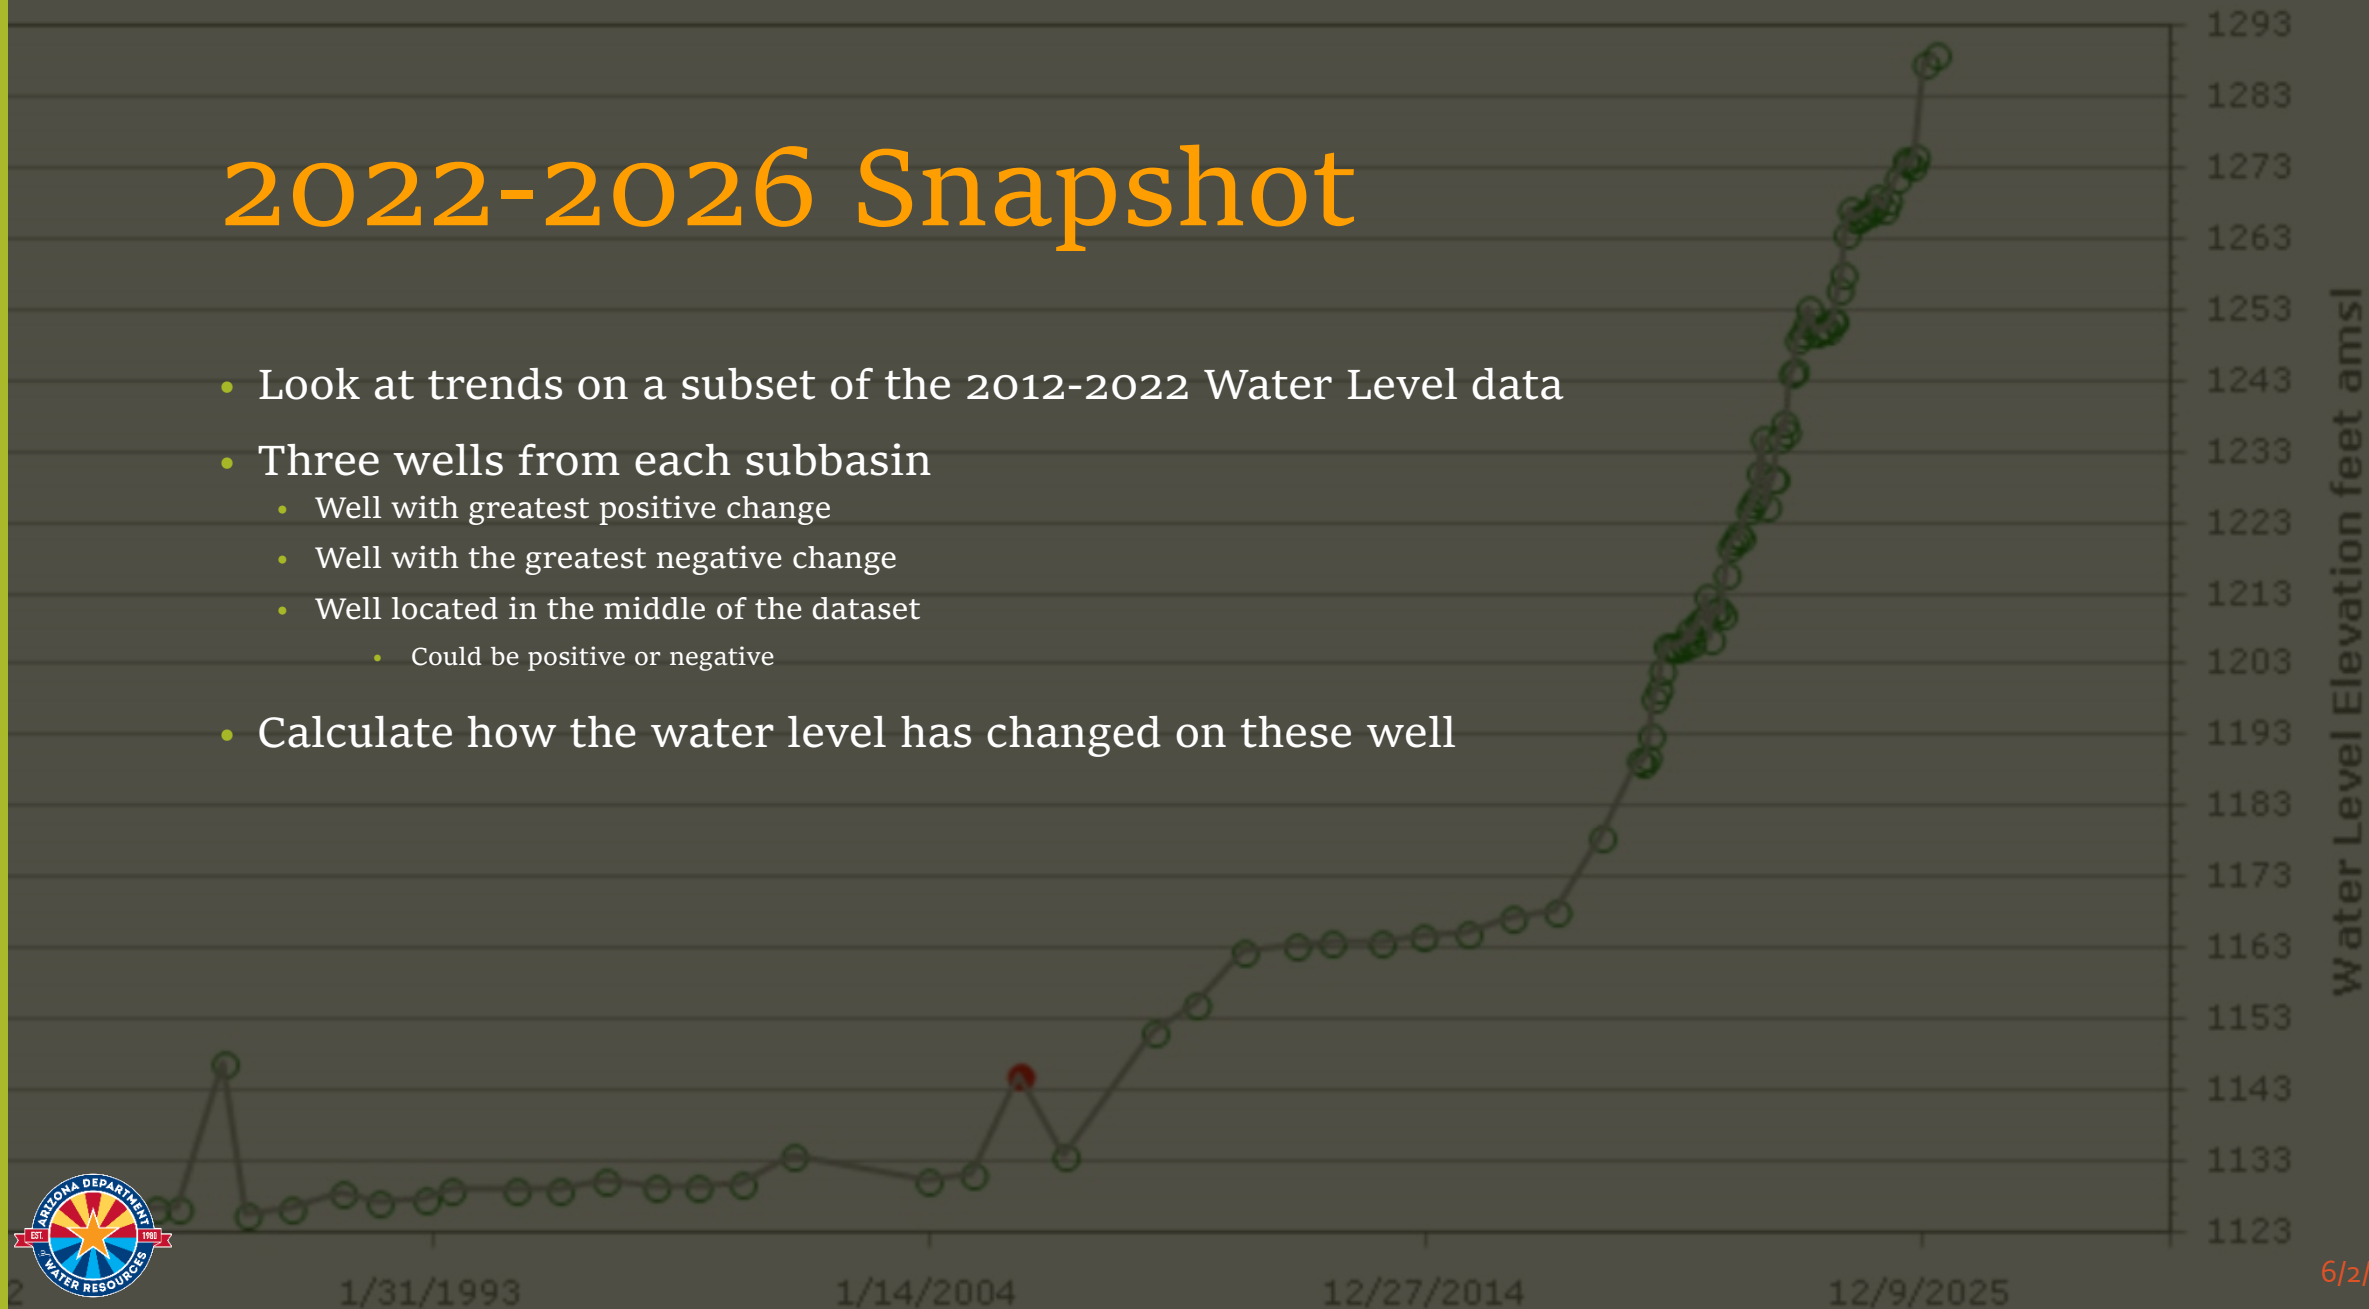 2022-2026 Snapshot
• Look at trends on a subset of the 2012-2022 Water Level data
• Three wells from each subbasin
• Well with greatest positive change
• Well with the greatest negative change
• Well located in the middle of the dataset
• Could be positive or negative
• Calculate how the water level has changed on these well
1293
1283
1273
1263
1253
1243
1233
1223
1213
1203
1193
1183
1173
1163
1153
1143
1133
1123
Water Level Elevation feet amsl
2
1/31/1993
1/14/2004
12/27/2014
12/9/2025
6/2/
ARIZONA DEPARTMENT
of
WATER RESOURCES
EST.
1980